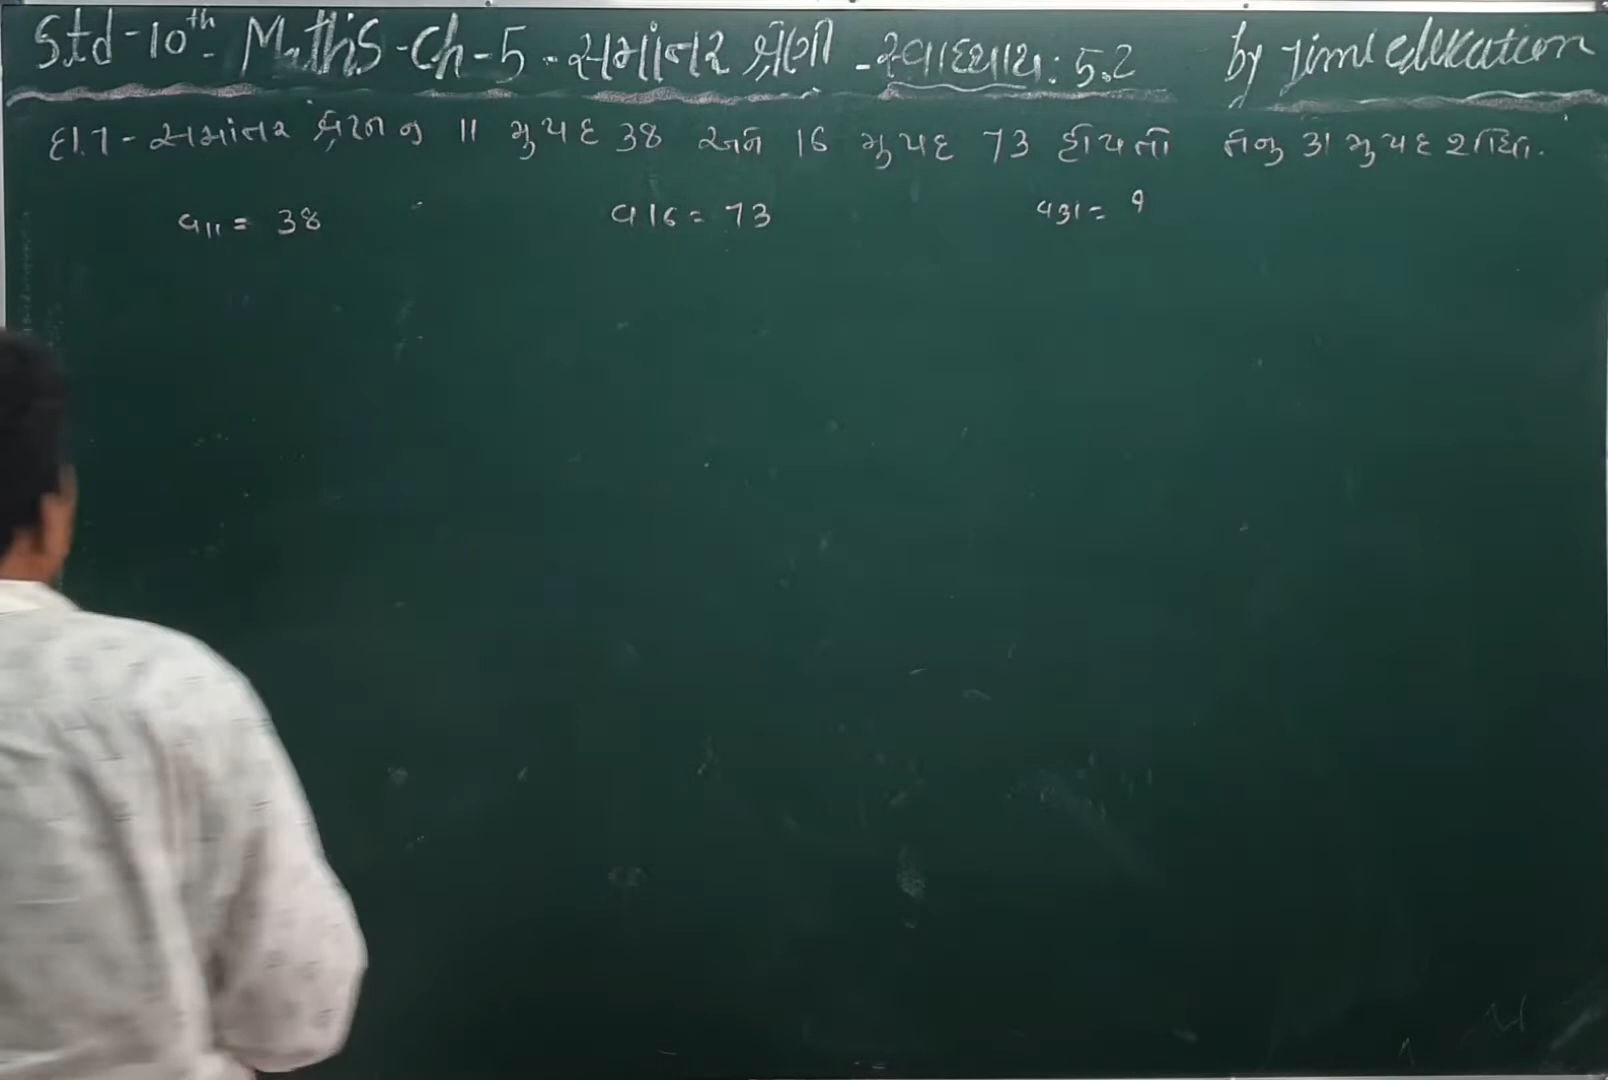 Std-10th- Maths-Ch-5-સમાંતર શ્રેણી -સ્વાધ્યાય: 5.2 by Jimi education
દા.7- સમાંતર 11 મુ પદ 38 અને 16 મુ પદ 73 હોય તો તેનુ 31 મુ પદ શોધો.
a11 = 38 a16 = 73 a31 = ?